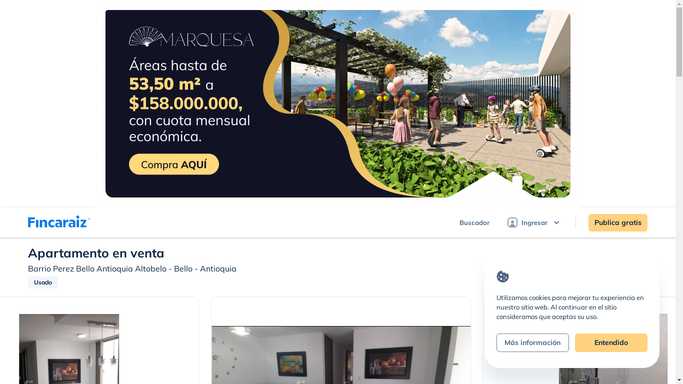 MARQUESA
Áreas hasta de
53,50 m² a
$158.000.000,
con cuota mensual
económica.
Compra AQUÍ
Fincaraiz
Buscador
Ingresar
Publica gratis
Apartamento en venta
Barrio Perez Bello Antioquia Altobelo - Bello - Antioquia
Usado
Utilizamos cookies para mejorar tu experiencia en
nuestro sitio web. Al continuar en el sitio
consideramos que aceptas su uso.
Más información
Entendido